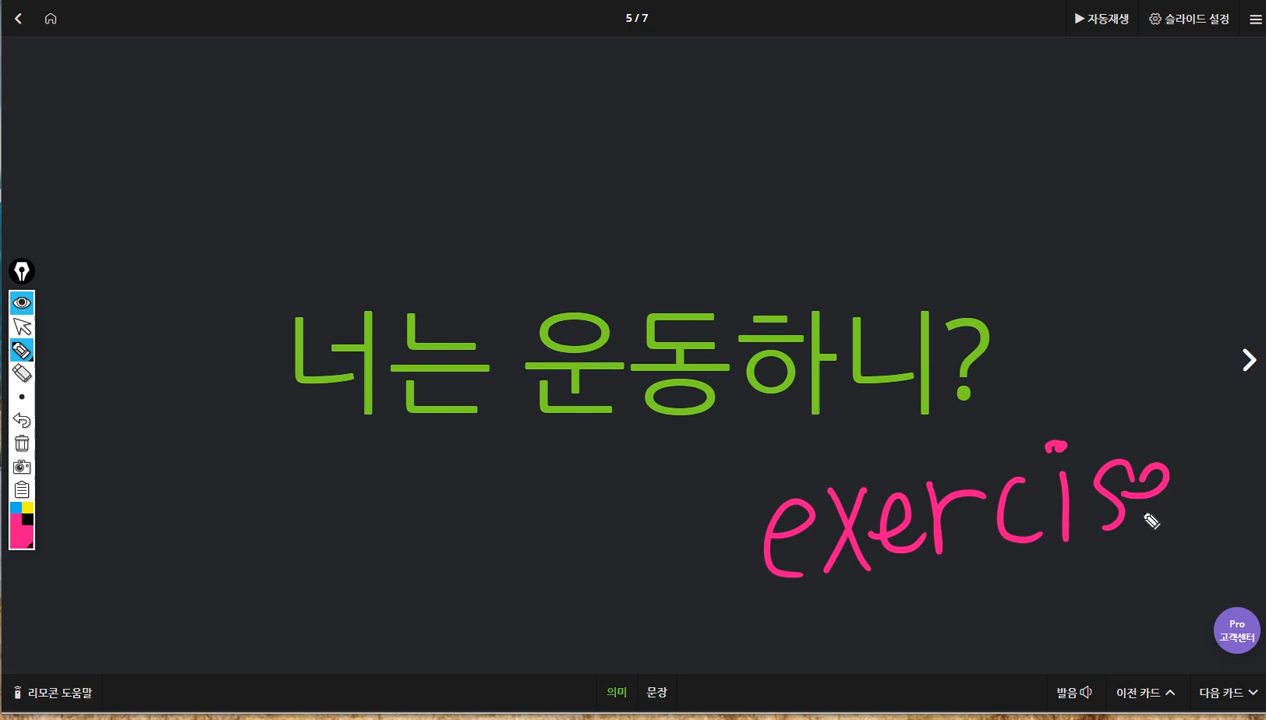 5 / 7
자동재생
슬라이드 설정
너는 운동하니?
exercis
Pro
고객센터
리모콘 도움말
의미
문장
발음
이전 카드
다음 카드